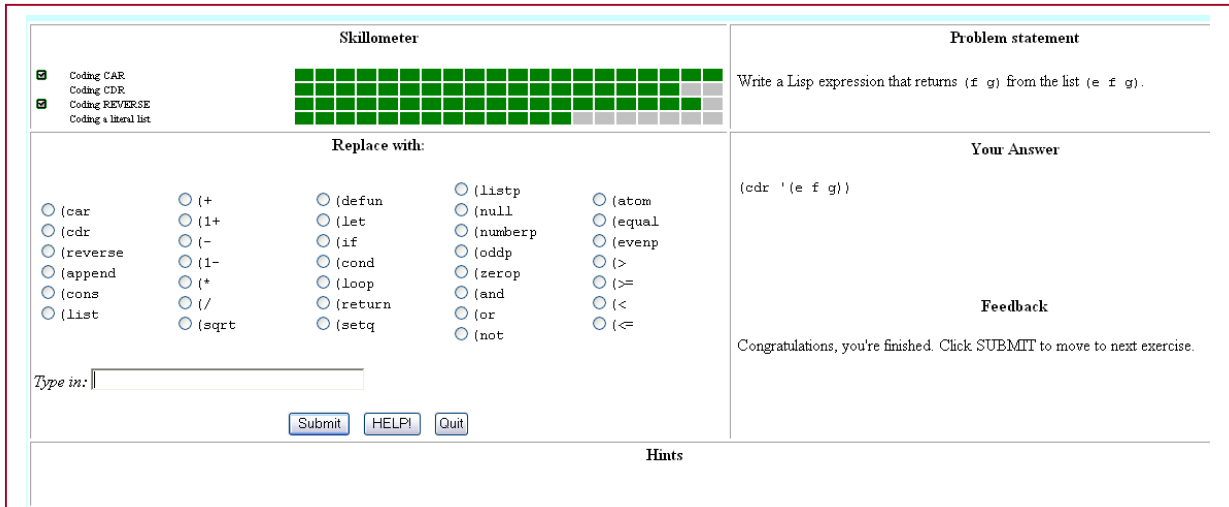 Skillometer
Coding CAR
Coding CDR
Coding REVERSE
Coding a literal list
Problem statement
Write a Lisp expression that returns (f g) from the list (e f g).
Replace with:
(car
(cdr
(reverse
(append
(cons
(list
(+
(1+
(-
(1-
(*
(/
(sqrt
(defun
(let
(if
(cond
(loop
(return
(setq
(listp
(null
(numberp
(oddp
(zerop
(and
(or
(not
(atom
(equal
(evenp
(>
(>=
(<
(<=
Type in:
Submit HELP! Quit
Your Answer
(cdr '(e f g))
Feedback
Congratulations, you're finished. Click SUBMIT to move to next exercise.
Hints